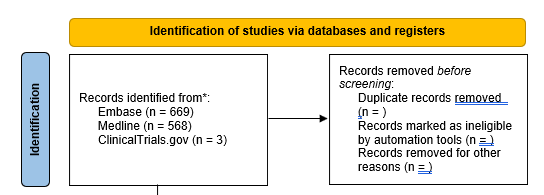 Identification of studies via databases and registers
Identification
Records identified from*:
Embase (n = 669)
Medline (n = 568)
ClinicalTrials.gov (n = 3)
Records removed before
screening:
Duplicate records removed
(n = )
Records marked as ineligible
by automation tools (n = )
Records removed for other
reasons (n = )